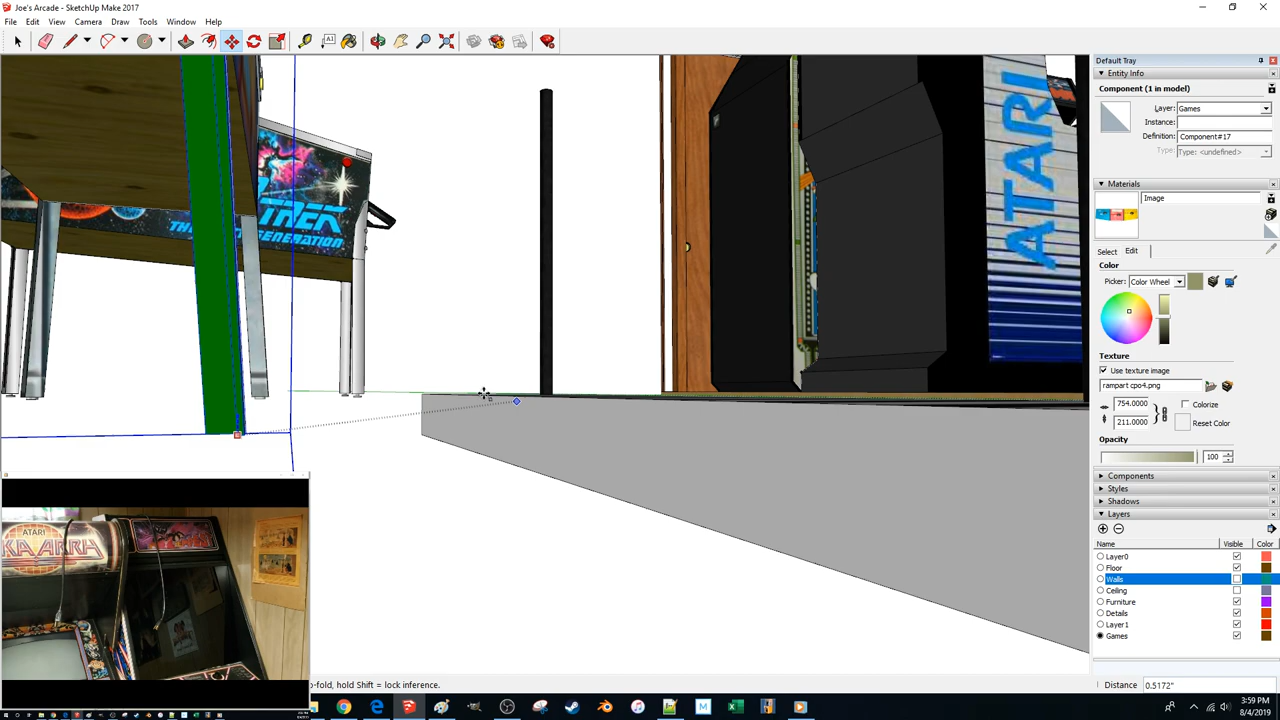 Joe's Arcade - SketchUp Make 2017
File Edit View Camera Draw Tools Window Help
Default Tray
Entity Info
Component (1 in model)
Layer: Games
Instance:
Definition: Component#17
Type: Type: <undefined>
Materials
Image
Select Edit
Color
Picker: Color Wheel
Texture
Use texture image
rampart cpo4.png
754.0000
Colorize
211.0000
Reset Color
Opacity
100
Components
Styles
Shadows
Layers
Name Visible Color
Layer0
Floor
Walls
Ceiling
Furniture
Details
Layer1
Games
TREK
THE
GENERATION
ATARI
ATARI
o-fold, hold Shift = lock inference.
Distance 0.5172"
3:59 PM
8/4/2019